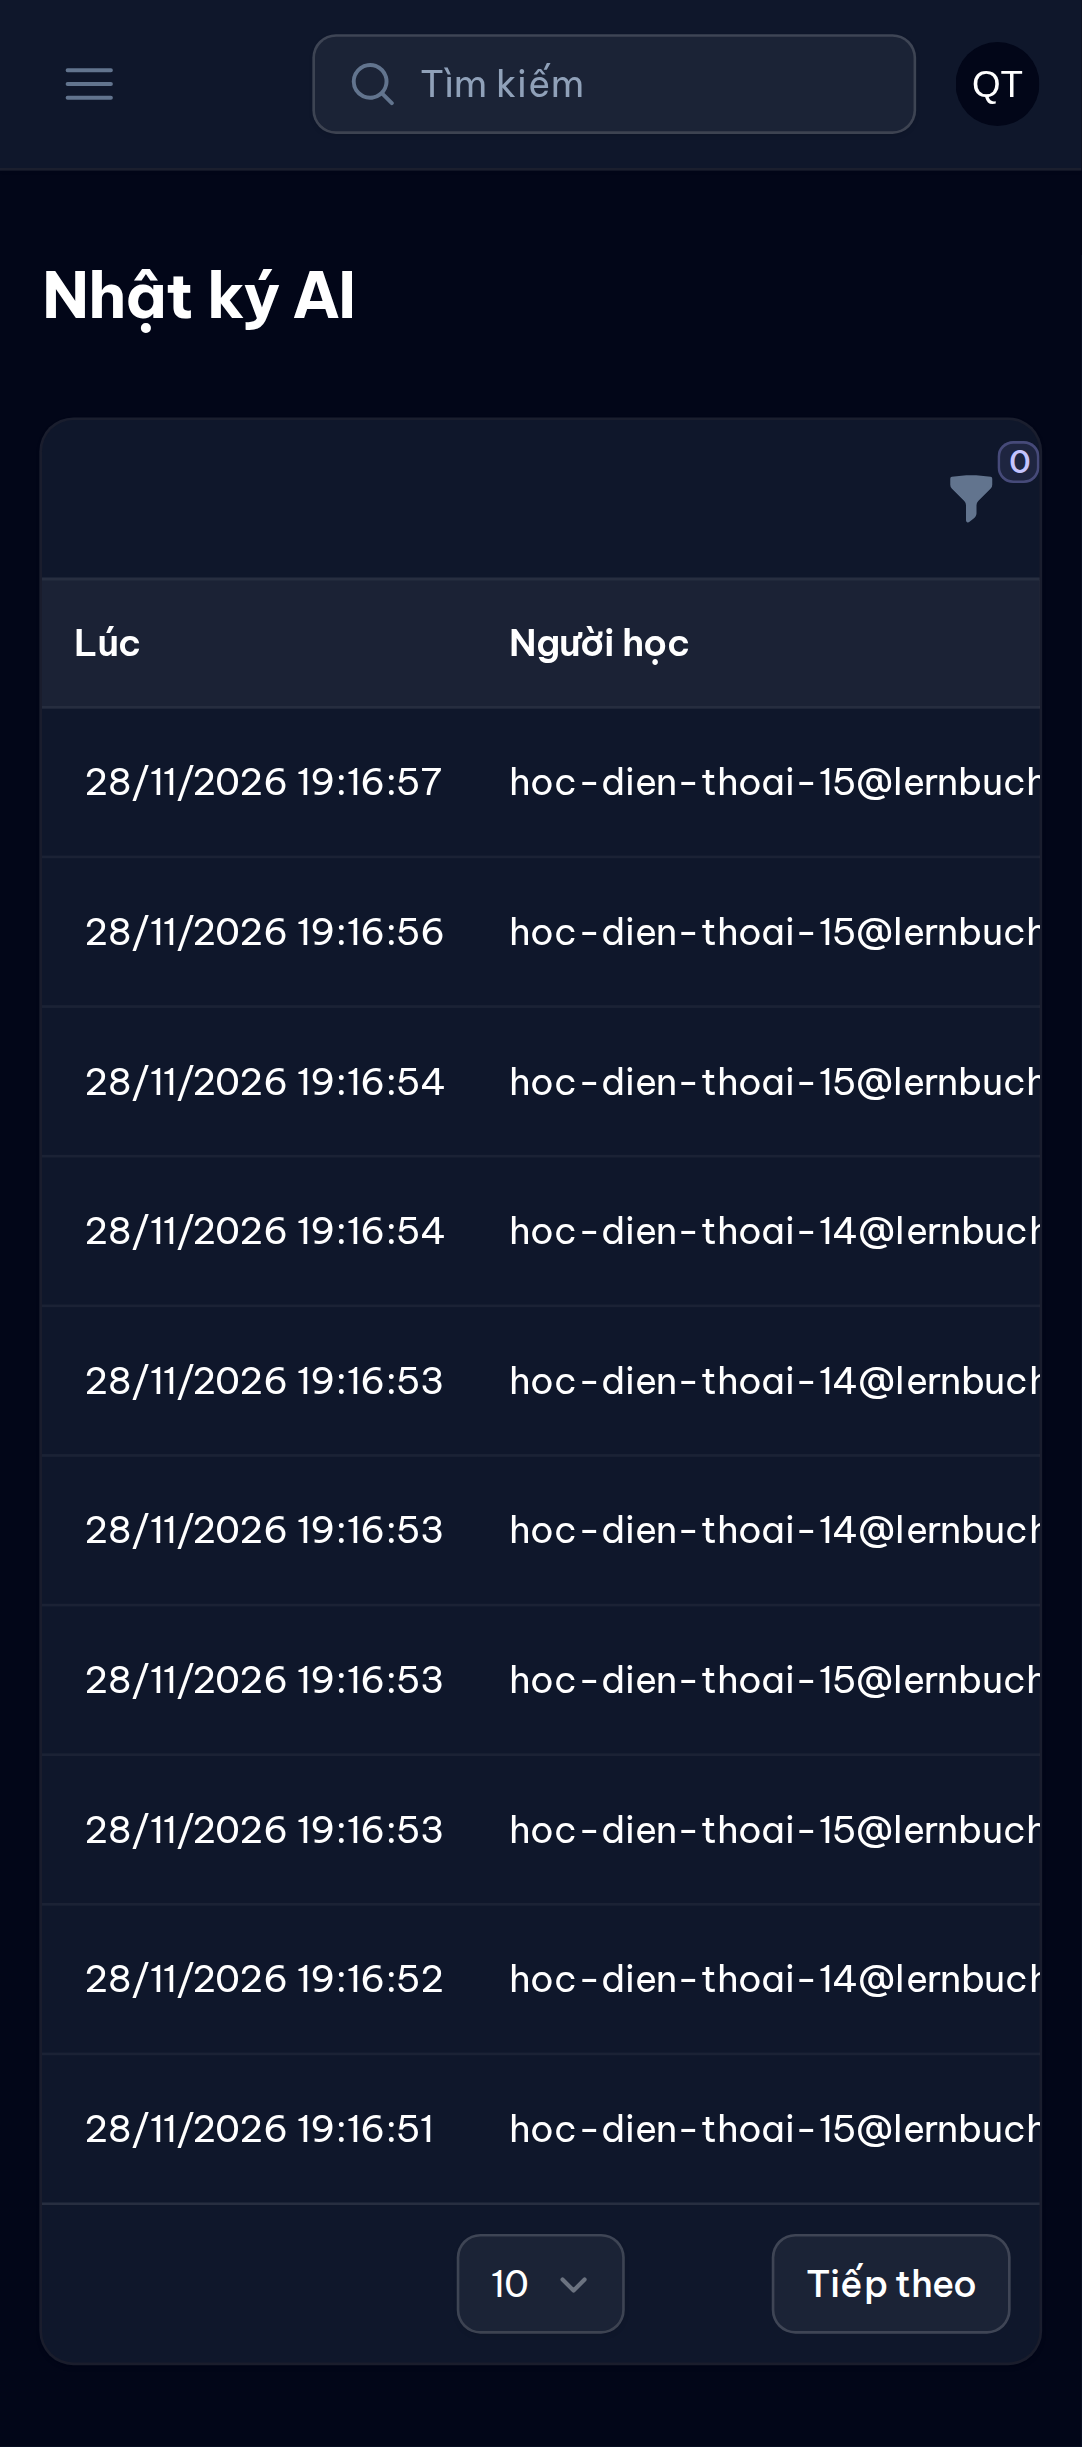 Tìm kiếm
QT
Nhật ký AI
0
Lúc Người học
28/11/2026 19:16:57 hoc-dien-thoai-15@lernbuch
28/11/2026 19:16:56 hoc-dien-thoai-15@lernbuch
28/11/2026 19:16:54 hoc-dien-thoai-15@lernbuch
28/11/2026 19:16:54 hoc-dien-thoai-14@lernbuch
28/11/2026 19:16:53 hoc-dien-thoai-14@lernbuch
28/11/2026 19:16:53 hoc-dien-thoai-14@lernbuch
28/11/2026 19:16:53 hoc-dien-thoai-15@lernbuch
28/11/2026 19:16:53 hoc-dien-thoai-15@lernbuch
28/11/2026 19:16:52 hoc-dien-thoai-14@lernbuch
28/11/2026 19:16:51 hoc-dien-thoai-15@lernbuch
10 Tiếp theo